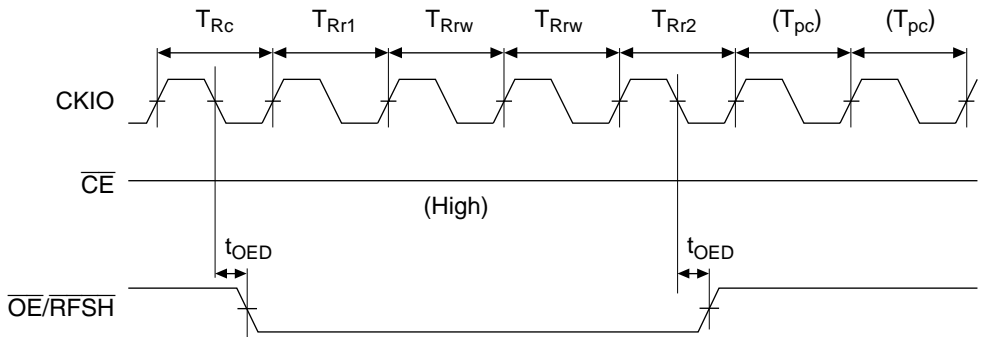 TRc TRr1 TRrw TRrw TRr2 (Tpc) (Tpc)
CKIO
CE
(High)
tOED tOED
OE/RFSH